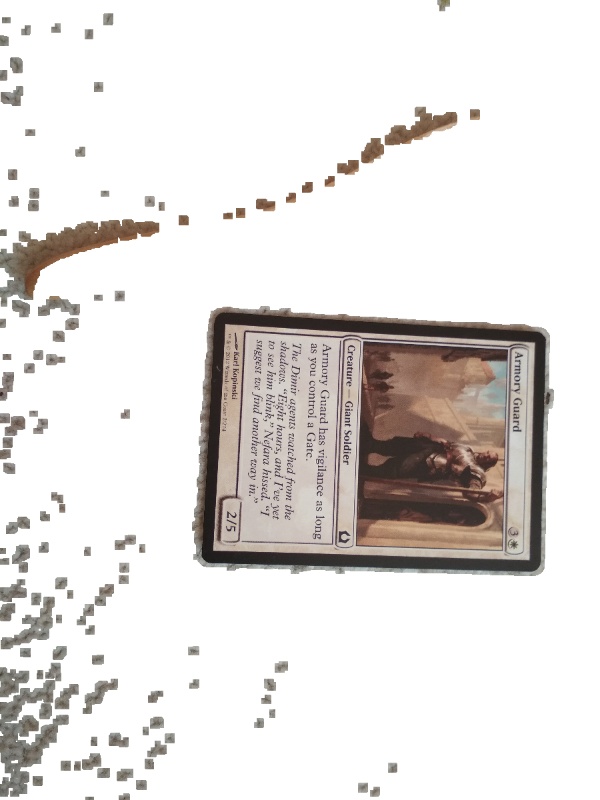 Armory Guard
3
Creature — Giant Soldier
Armory Guard has vigilance as long
as you control a Gate.
The Dimir agents watched from the
shadows. "Eight hours, and I've yet
to see him blink," Nefara hissed. "I
suggest we find another way in."
2/5
Karl Kopinski